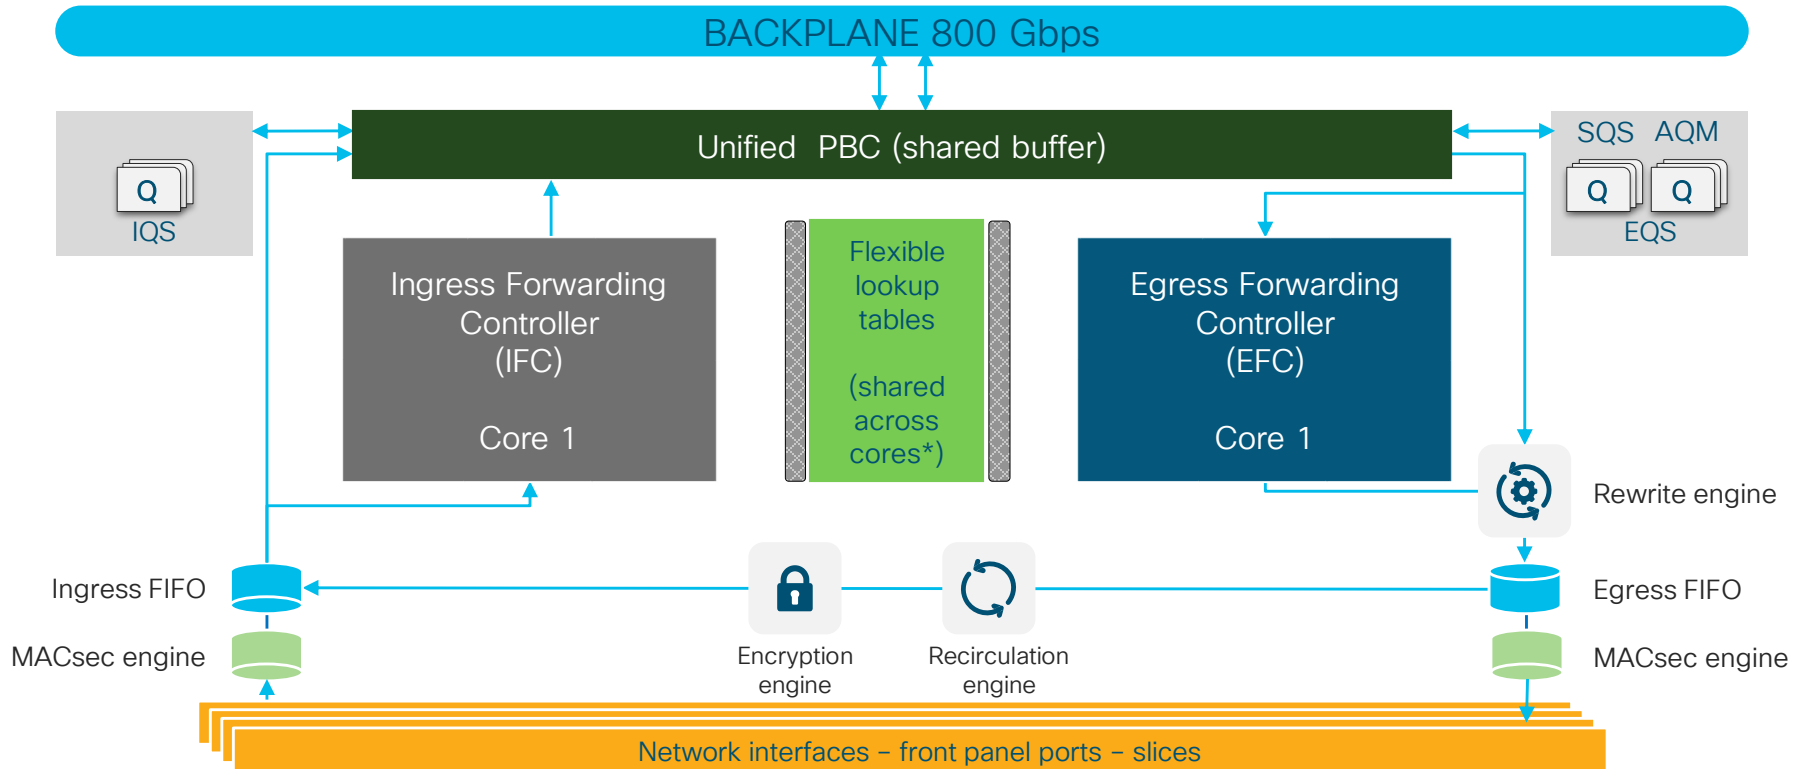 BACKPLANE 800 Gbps
Unified PBC (shared buffer)
Q
IQS
SQS AQM
Q Q
EQS
Ingress Forwarding
Controller
(IFC)
Core 1
Flexible
lookup
tables
(shared
across
cores*)
Egress Forwarding
Controller
(EFC)
Core 1
Rewrite engine
Ingress FIFO
Egress FIFO
MACsec engine
Encryption
engine
Recirculation
engine
MACsec engine
Network interfaces – front panel ports – slices